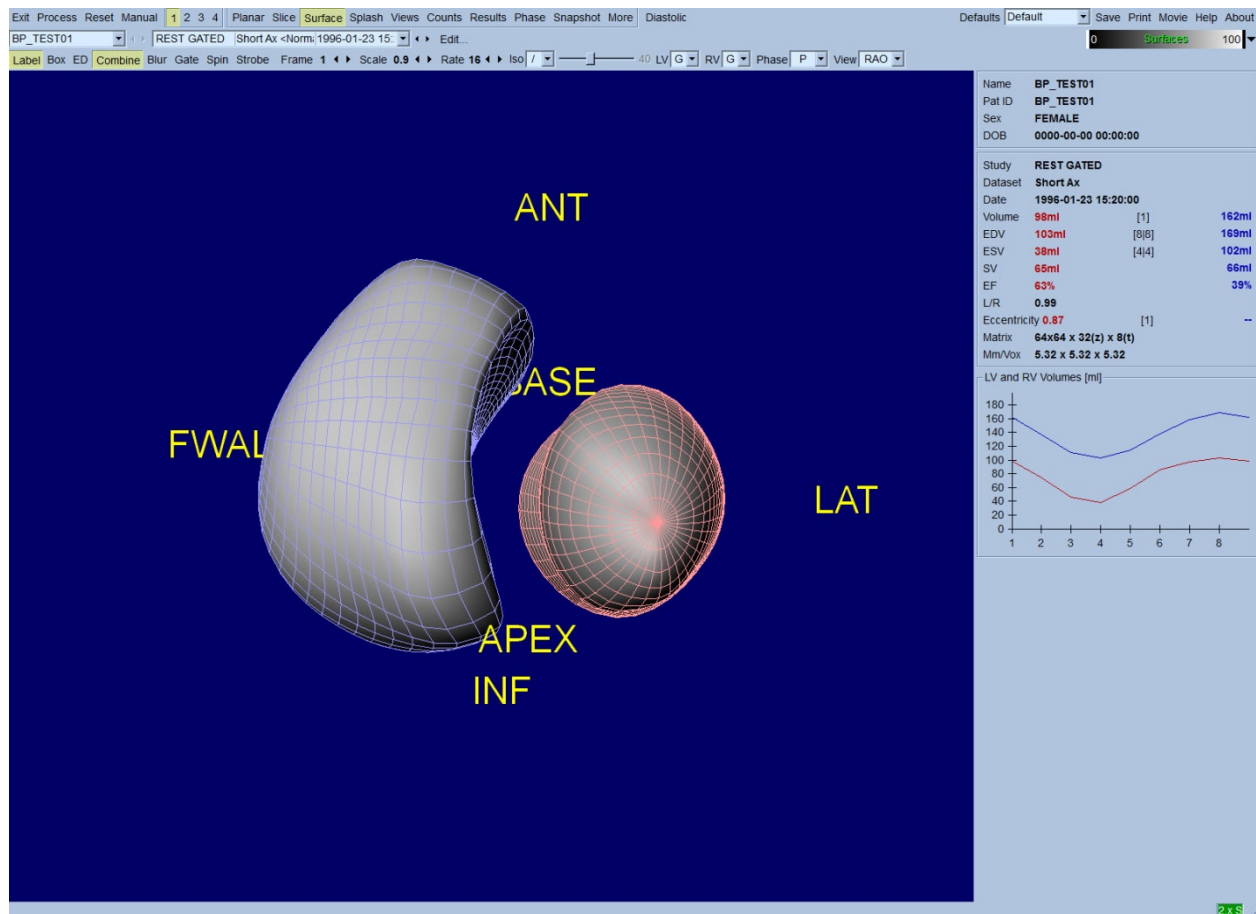 Exit Process Reset Manual 1 2 3 4 Planar Slice Surface Splash Views Counts Results Phase Snapshot More Diastolic Defaults Default Save Print Movie Help About
BP_TEST01 REST GATED Short Ax <Norm 1996-01-23 15: Edit... 0 Surfaces 100
Label Box ED Combine Blur Gate Spin Strobe Frame 1 Scale 0.9 Rate 16 Iso / 40 LV G RV G Phase P View RAO
ANT
BASE
FWAL
LAT
APEX
INF
Name BP_TEST01
Pat ID BP_TEST01
Sex FEMALE
DOB 0000-00-00 00:00:00
Study REST GATED
Dataset Short Ax
Date 1996-01-23 15:20:00
Volume 98ml [1] 162ml
EDV 103ml [8|8] 169ml
ESV 38ml [4|4] 102ml
SV 65ml 66ml
EF 63% 39%
L/R 0.99
Eccentricity 0.87 [1] --
Matrix 64x64 x 32(z) x 8(t)
Mm/Vox 5.32 x 5.32 x 5.32
LV and RV Volumes [ml]
180
160
140
120
100
80
60
40
20
0
1 2 3 4 5 6 7 8
2 x S